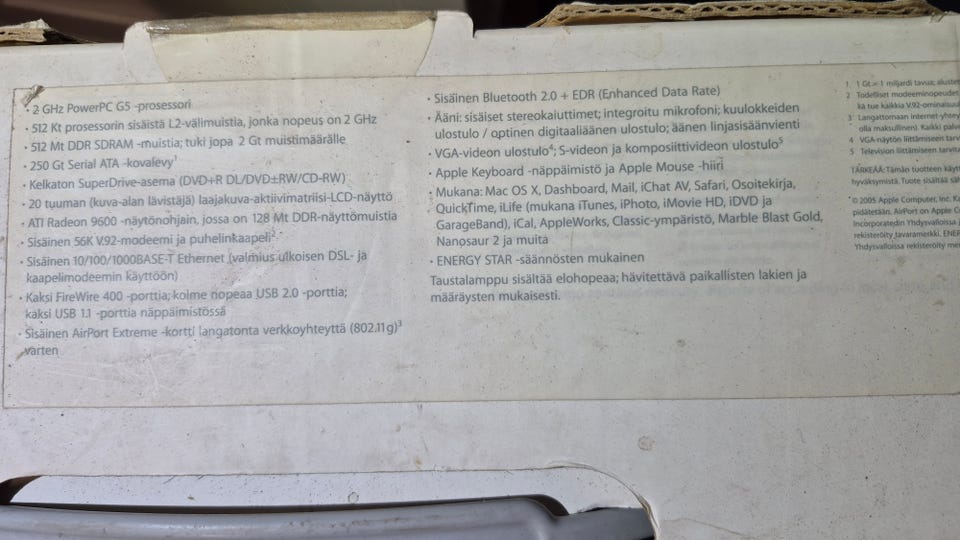 · 2 GHz PowerPC G5 -prosessori
· 512 Kt prosessorin sisäistä L2-välimuistia, jonka nopeus on 2 GHz
· 512 Mt DDR SDRAM -muistia; tuki jopa 2 Gt muistimäärälle
· 250 Gt Serial ATA -kovalevy1
· Kelkaton SuperDrive-asema (DVD+R DL/DVD±RW/CD-RW)
· 20 tuuman (kuva-alan lävistäjä) laajakuva-aktiivimatriisi-LCD-näyttö
· ATI Radeon 9600 -näytönohjain, jossa on 128 Mt DDR-näyttömuistia
· Sisäinen 56K V.92-modeemi ja puhelinkaapeli2
· Sisäinen 10/100/1000BASE-T Ethernet (valmius ulkoisen DSL- ja
kaapelimodeemin käyttöön)
· Kaksi FireWire 400 -porttia; kolme nopeaa USB 2.0 -porttia;
kaksi USB 1.1 -porttia näppäimistössä
· Sisäinen AirPort Extreme -kortti langatonta verkkoyhteyttä (802.11g)3
varten
· Sisäinen Bluetooth 2.0 + EDR (Enhanced Data Rate)
· Ääni: sisäiset stereokaiuttimet; integroitu mikrofoni; kuulokkeiden
ulostulo / optinen digitaaliäänen ulostulo; äänen linjasisäänvienti
· VGA-videon ulostulo4; S-videon ja komposiittivideon ulostulo5
· Apple Keyboard -näppäimistö ja Apple Mouse -hiiri
· Mukana: Mac OS X, Dashboard, Mail, iChat AV, Safari, Osoitekirja,
QuickTime, iLife (mukana iTunes, iPhoto, iMovie HD, iDVD ja
GarageBand), iCal, AppleWorks, Classic-ympäristö, Marble Blast Gold,
Nanosaur 2 ja muita
· ENERGY STAR -säännösten mukainen
Taustalamppu sisältää elohopeaa; hävitettävä paikallisten lakien ja
määräysten mukaisesti.
1 1 Gt = 1 miljardi tavua;
2 Todelliset modeeminopeudet
kä tue kaikkia V.92-ominaisuu
3 Langattomaan internet-yhtey
olla maksullinen). Kaikki palve
4 VGA-näytön liittämiseen tarvi
5 Television liittämiseen tarvita
TÄRKEÄÄ: Tämän tuotteen käyttö
hyväksymistä. Tuote sisältää säh
© 2005 Apple Computer, Inc. Ka
pidätetään. AirPort on Apple Co
Incorporatedin Yhdysvalloissa ja
rekisteröity tavaramerkki. ENER
Yhdysvalloissa rekisteröity mer